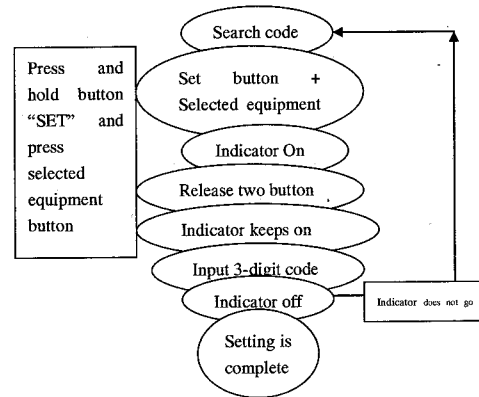 Search code
Press and
hold button
“SET” and
press
selected
equipment
button
Set button +
Selected equipment
Indicator On
Release two button
Indicator keeps on
Input 3-digit code
Indicator off
Indicator does not go
Setting is
complete